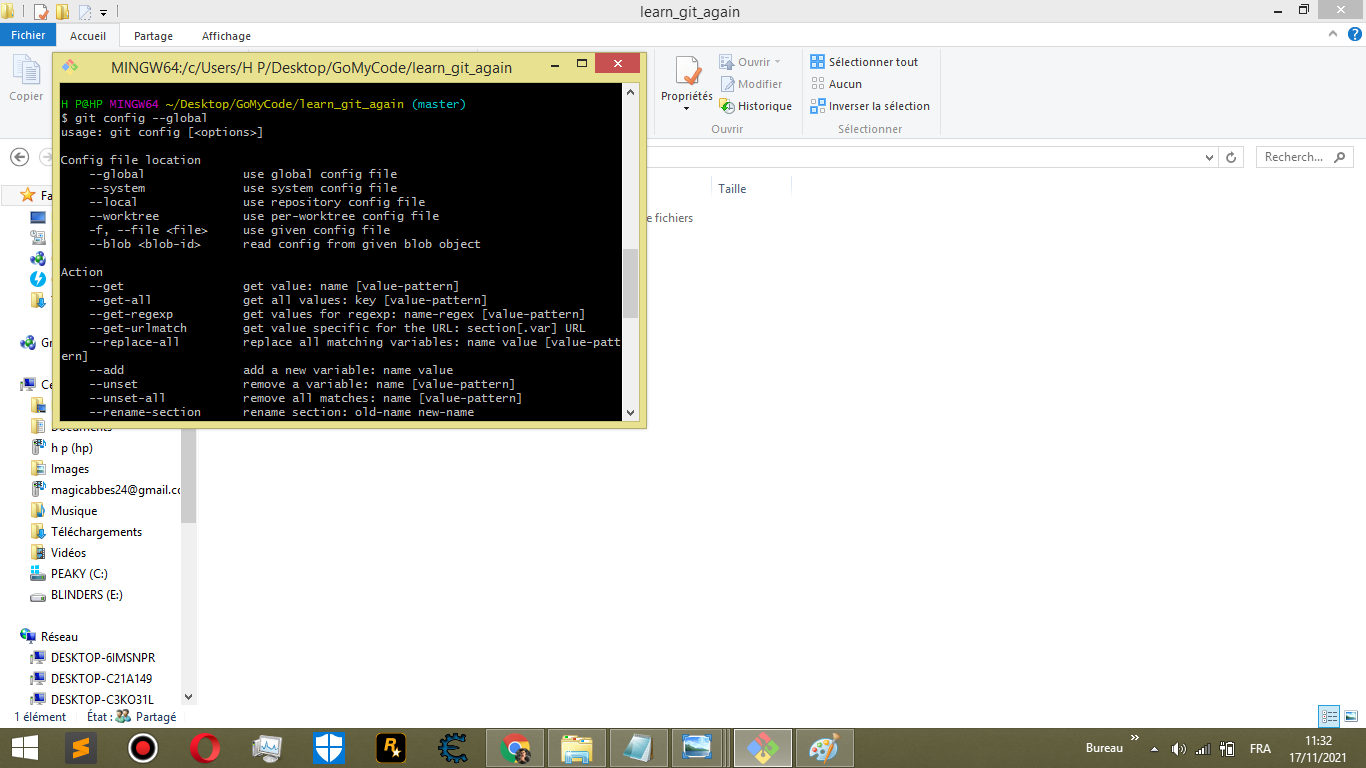 learn_git_again
Fichier Accueil Partage Affichage
Copier
MINGW64:/c/Users/H P/Desktop/GoMyCode/learn_git_again
H P@HP MINGW64 ~/Desktop/GoMyCode/learn_git_again (master)
$ git config --global
usage: git config [<options>]
Config file location
--global use global config file
--system use system config file
--local use repository config file
--worktree use per-worktree config file
-f, --file <file> use given config file
--blob <blob-id> read config from given blob object
Action
--get get value: name [value-pattern]
--get-all get all values: key [value-pattern]
--get-regexp get values for regexp: name-regex [value-pattern]
--get-urlmatch get value specific for the URL: section[.var] URL
--replace-all replace all matching variables: name value [value-patt
ern]
--add add a new variable: name value
--unset remove a variable: name [value-pattern]
--unset-all remove all matches: name [value-pattern]
--rename-section rename section: old-name new-name
Propriétés
Ouvrir
Modifier
Historique
Ouvrir
Sélectionner tout
Aucun
Inverser la sélection
Sélectionner
Recherch...
Taille
e fichiers
Fa
Gr
Ce
Documents
h p (hp)
Images
magicabbes24@gmail.co
Musique
Téléchargements
Vidéos
PEAKY (C:)
BLINDERS (E:)
Réseau
DESKTOP-6IMSNPR
DESKTOP-C21A149
DESKTOP-C3KO31L
1 élément État : Partagé
Bureau » FRA 11:32
17/11/2021